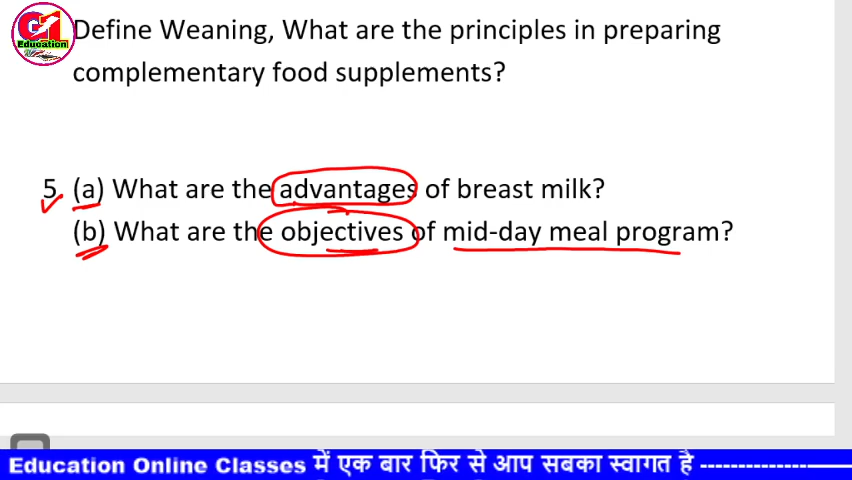 Education
Define Weaning, What are the principles in preparing
complementary food supplements?
5 (a) What are the advantages of breast milk?
(b) What are the objectives of mid-day meal program?
Education Online Classes में एक बार फिर से आप सबका स्वागत है ---------------